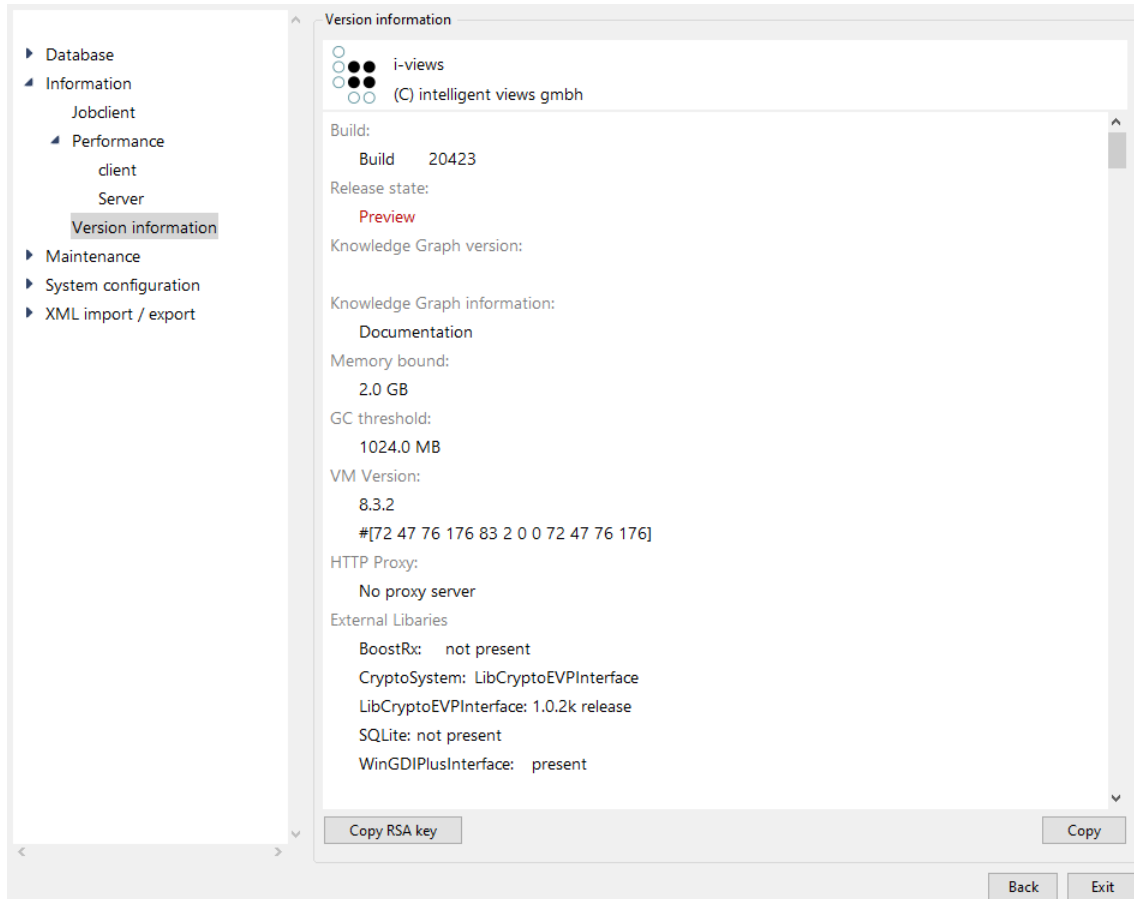 Database
Information
Jobclient
Performance
client
Server
Version information
Maintenance
System configuration
XML import / export
Version information
i-views
(C) intelligent views gmbh
Build:
Build 20423
Release state:
Preview
Knowledge Graph version:
Knowledge Graph information:
Documentation
Memory bound:
2.0 GB
GC threshold:
1024.0 MB
VM Version:
8.3.2
#[72 47 76 176 83 2 0 0 72 47 76 176]
HTTP Proxy:
No proxy server
External Libaries
BoostRx: not present
CryptoSystem: LibCryptoEVPInterface
LibCryptoEVPInterface: 1.0.2k release
SQLite: not present
WinGDIPlusInterface: present
Copy RSA key
Copy
Back
Exit